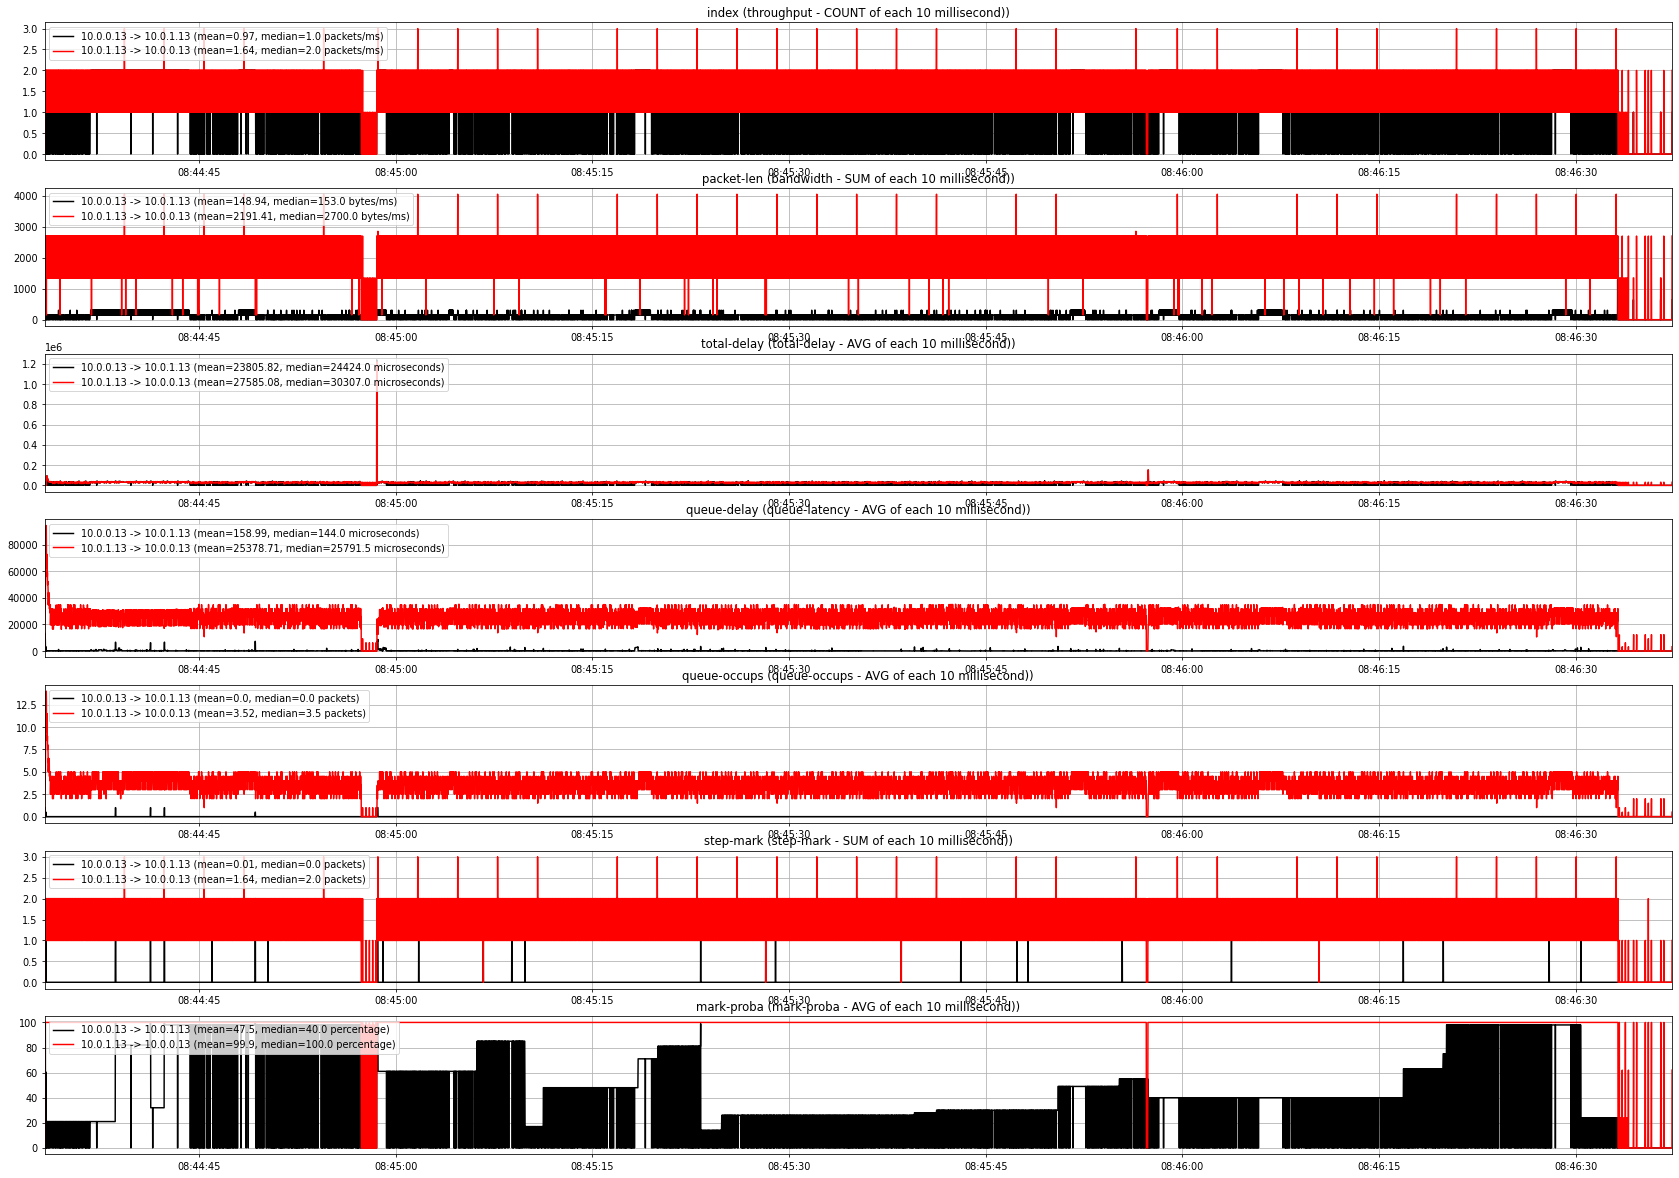 index (throughput - COUNT of each 10 millisecond))
3.0
2.5
2.0
1.5
1.0
0.5
0.0
10.0.0.13 -> 10.0.1.13 (mean=0.97, median=1.0 packets/ms)
10.0.1.13 -> 10.0.0.13 (mean=1.64, median=2.0 packets/ms)
08:44:45 08:45:00 08:45:15 08:45:30 08:45:45 08:46:00 08:46:15 08:46:30
packet-len (bandwidth - SUM of each 10 millisecond))
4000
3000
2000
1000
0
10.0.0.13 -> 10.0.1.13 (mean=148.94, median=153.0 bytes/ms)
10.0.1.13 -> 10.0.0.13 (mean=2191.41, median=2700.0 bytes/ms)
08:44:45 08:45:00 08:45:15 08:45:30 08:45:45 08:46:00 08:46:15 08:46:30
total-delay (total-delay - AVG of each 10 millisecond))
1e6
1.2
1.0
0.8
0.6
0.4
0.2
0.0
10.0.0.13 -> 10.0.1.13 (mean=23805.82, median=24424.0 microseconds)
10.0.1.13 -> 10.0.0.13 (mean=27585.08, median=30307.0 microseconds)
08:44:45 08:45:00 08:45:15 08:45:30 08:45:45 08:46:00 08:46:15 08:46:30
queue-delay (queue-latency - AVG of each 10 millisecond))
80000
60000
40000
20000
0
10.0.0.13 -> 10.0.1.13 (mean=158.99, median=144.0 microseconds)
10.0.1.13 -> 10.0.0.13 (mean=25378.71, median=25791.5 microseconds)
08:44:45 08:45:00 08:45:15 08:45:30 08:45:45 08:46:00 08:46:15 08:46:30
queue-occups (queue-occups - AVG of each 10 millisecond))
12.5
10.0
7.5
5.0
2.5
0.0
10.0.0.13 -> 10.0.1.13 (mean=0.0, median=0.0 packets)
10.0.1.13 -> 10.0.0.13 (mean=3.52, median=3.5 packets)
08:44:45 08:45:00 08:45:15 08:45:30 08:45:45 08:46:00 08:46:15 08:46:30
step-mark (step-mark - SUM of each 10 millisecond))
3.0
2.5
2.0
1.5
1.0
0.5
0.0
10.0.0.13 -> 10.0.1.13 (mean=0.01, median=0.0 packets)
10.0.1.13 -> 10.0.0.13 (mean=1.64, median=2.0 packets)
08:44:45 08:45:00 08:45:15 08:45:30 08:45:45 08:46:00 08:46:15 08:46:30
mark-proba (mark-proba - AVG of each 10 millisecond))
100
80
60
40
20
0
10.0.0.13 -> 10.0.1.13 (mean=47.5, median=40.0 percentage)
10.0.1.13 -> 10.0.0.13 (mean=99.9, median=100.0 percentage)
08:44:45 08:45:00 08:45:15 08:45:30 08:45:45 08:46:00 08:46:15 08:46:30